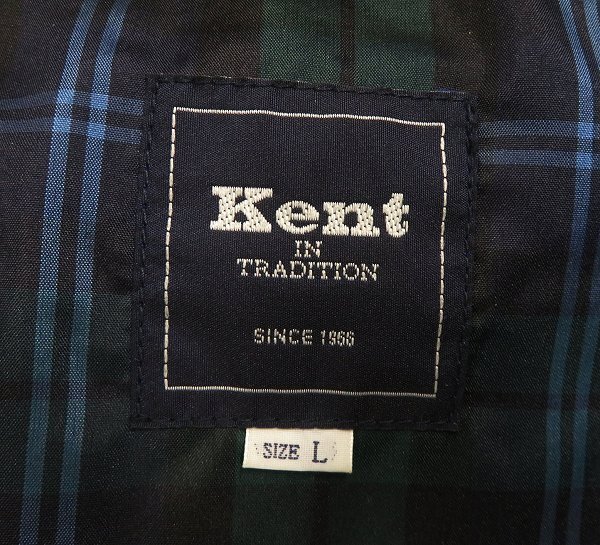 Kent
IN
TRADITION
SINCE 1966
SIZE L